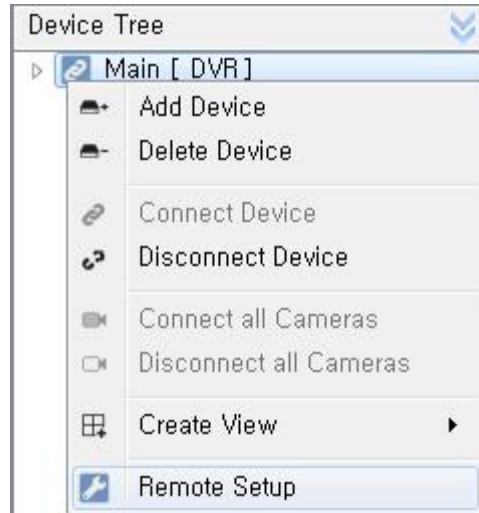 Device Tree
Main [ DVR ]
Add Device
Delete Device
Connect Device
Disconnect Device
Connect all Cameras
Disconnect all Cameras
Create View
Remote Setup